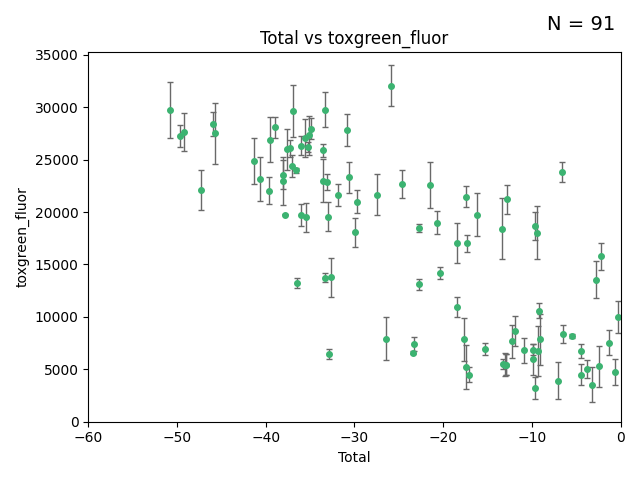 N = 91
Total vs toxgreen_fluor
35000
30000
25000
20000
15000
10000
5000
0
toxgreen_fluor
−60 −50 −40 −30 −20 −10 0
Total